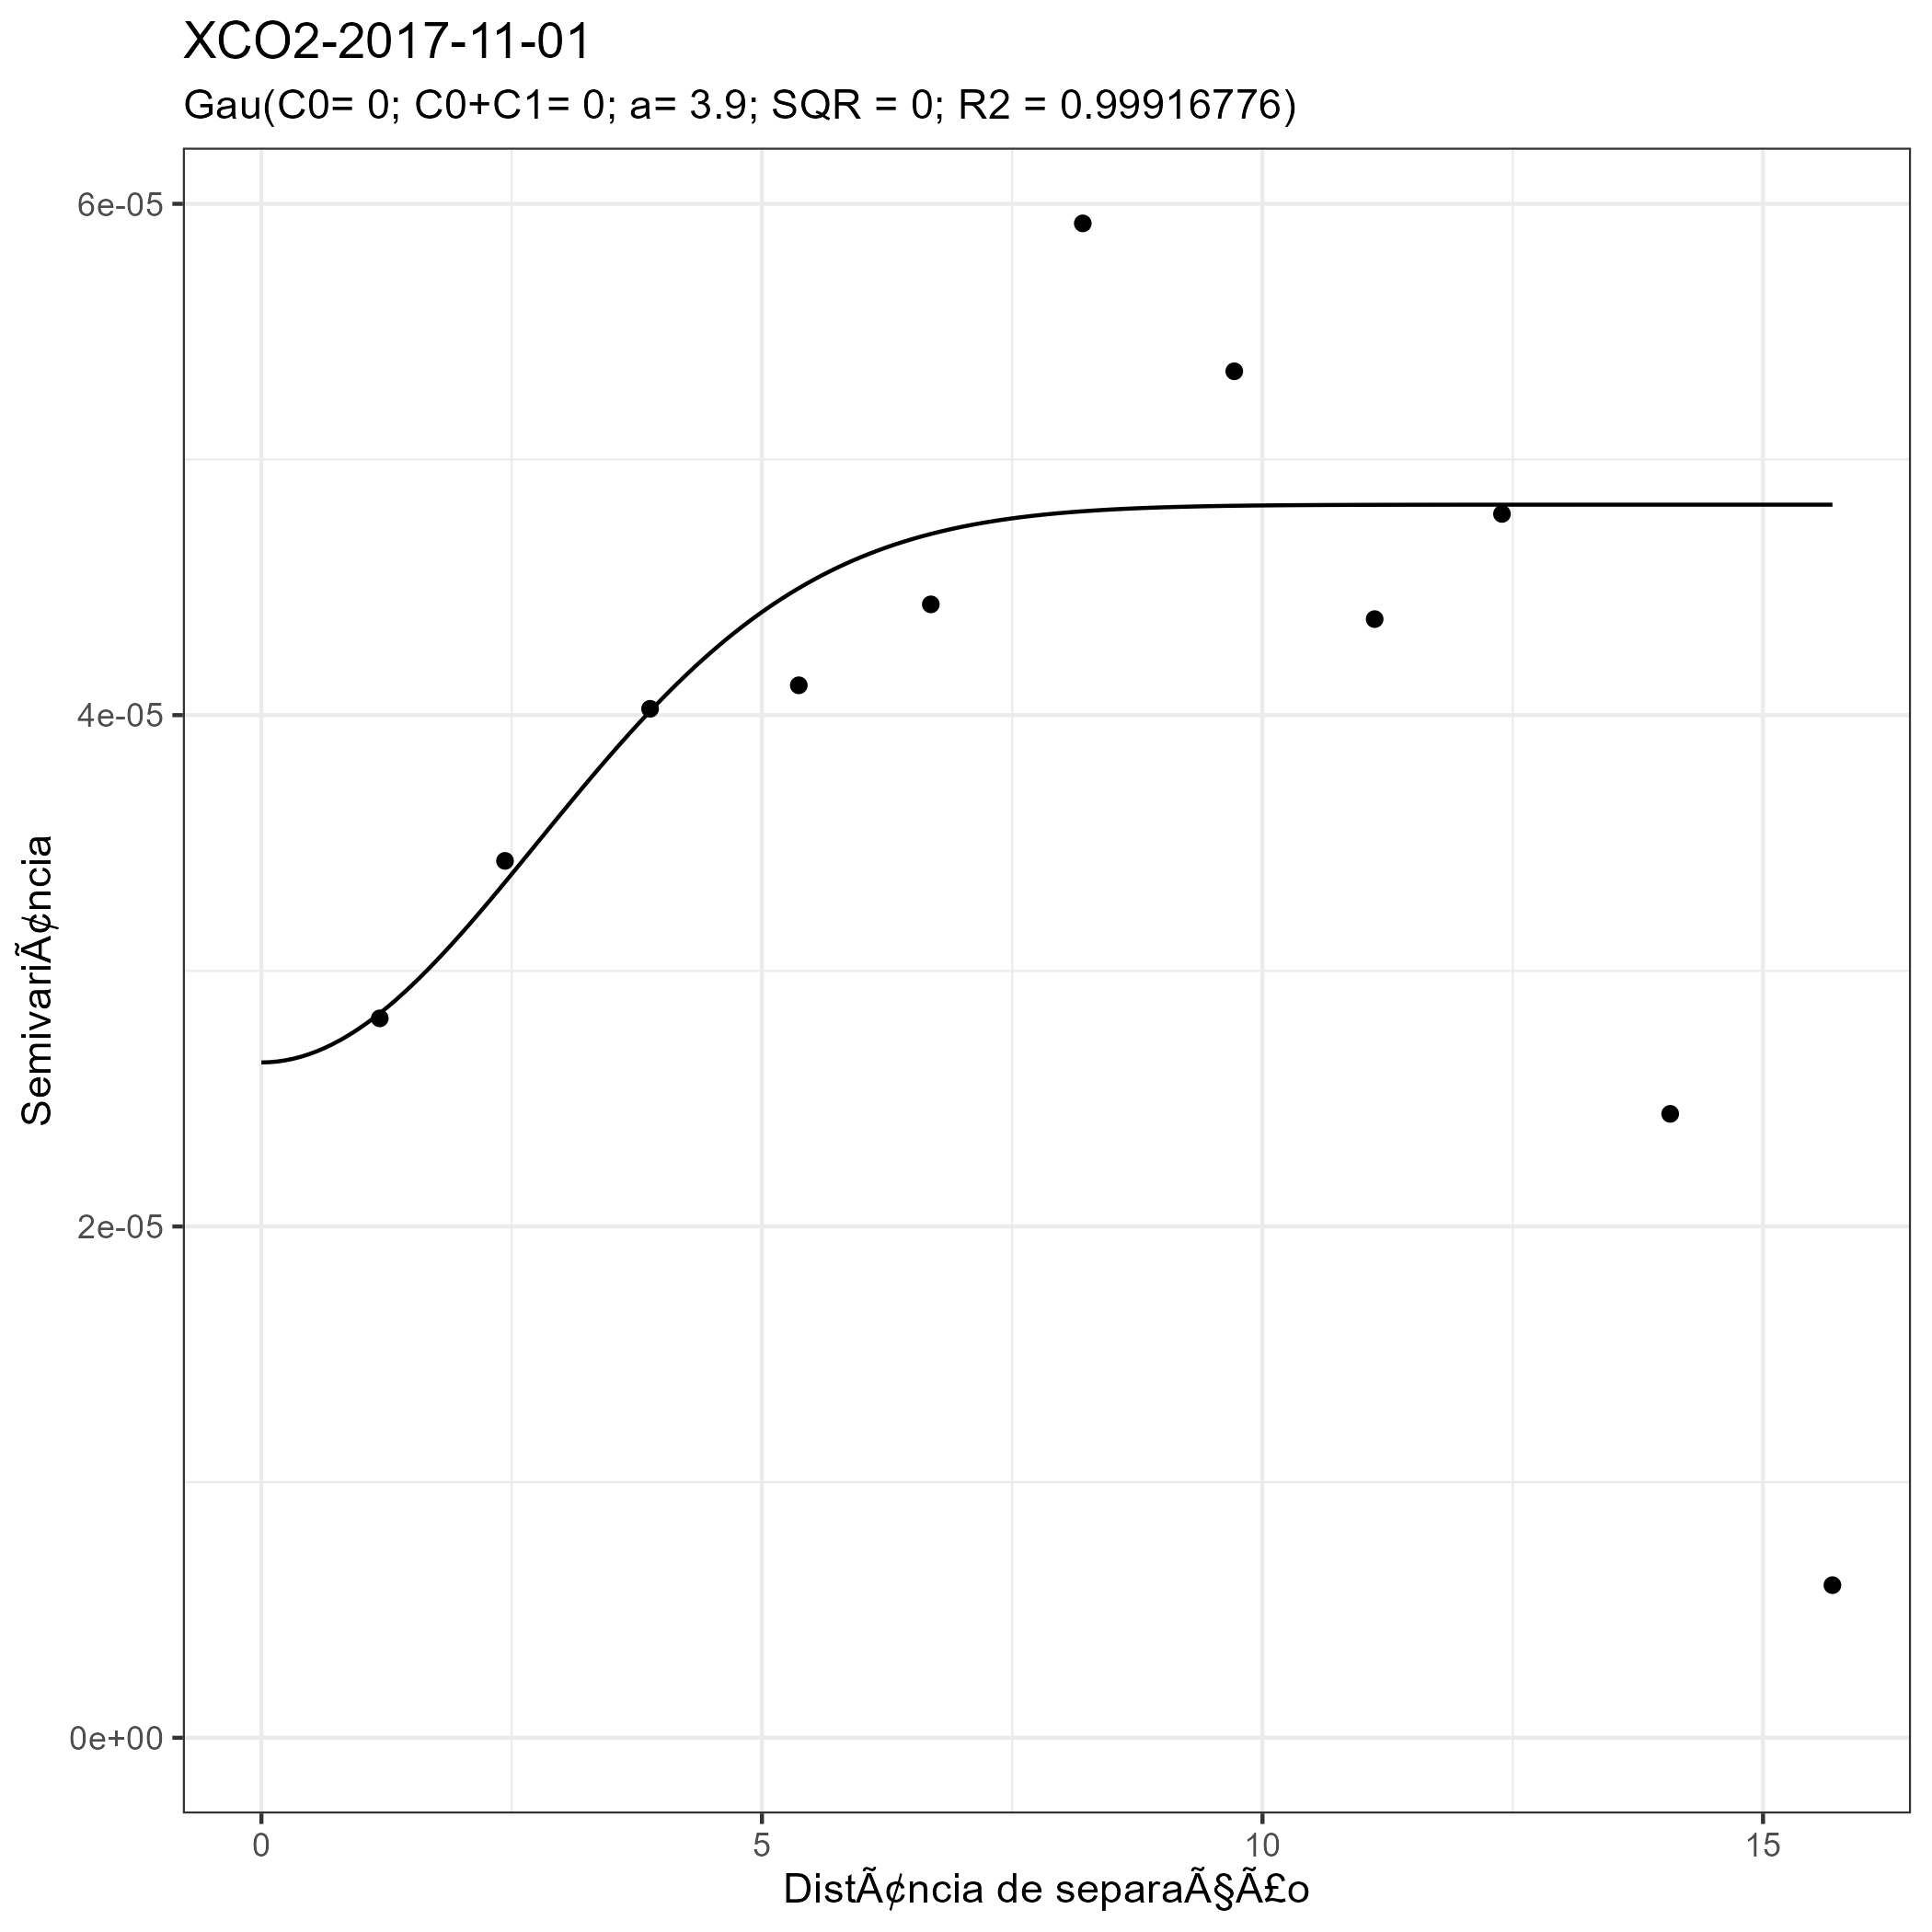 XCO2-2017-11-01
Gau(C0= 0; C0+C1= 0; a= 3.9; SQR = 0; R2 = 0.99916776)
6e-05
4e-05
2e-05
0e+00
SemivariÃ¢ncia
0
5
10
15
DistÃ¢ncia de separaÃ§Ã£o